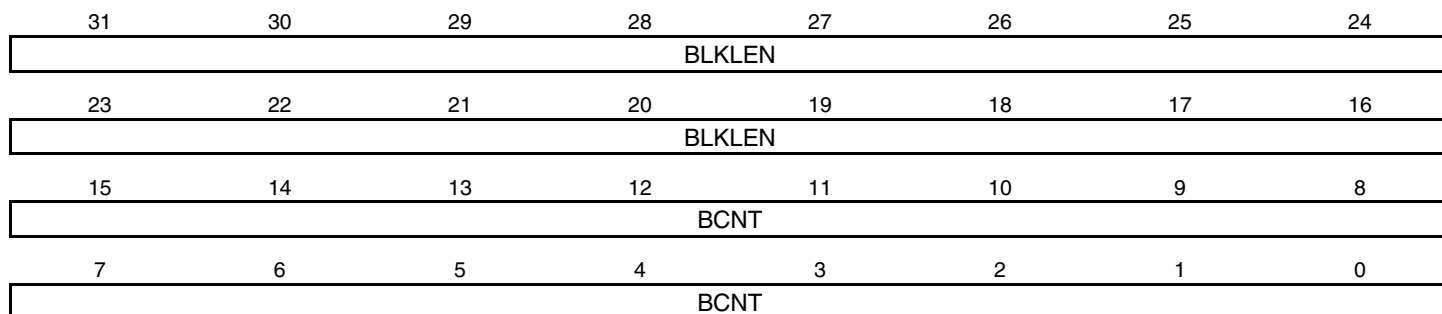 31 30 29 28 27 26 25 24
BLKLEN
23 22 21 20 19 18 17 16
BLKLEN
15 14 13 12 11 10 9 8
BCNT
7 6 5 4 3 2 1 0
BCNT